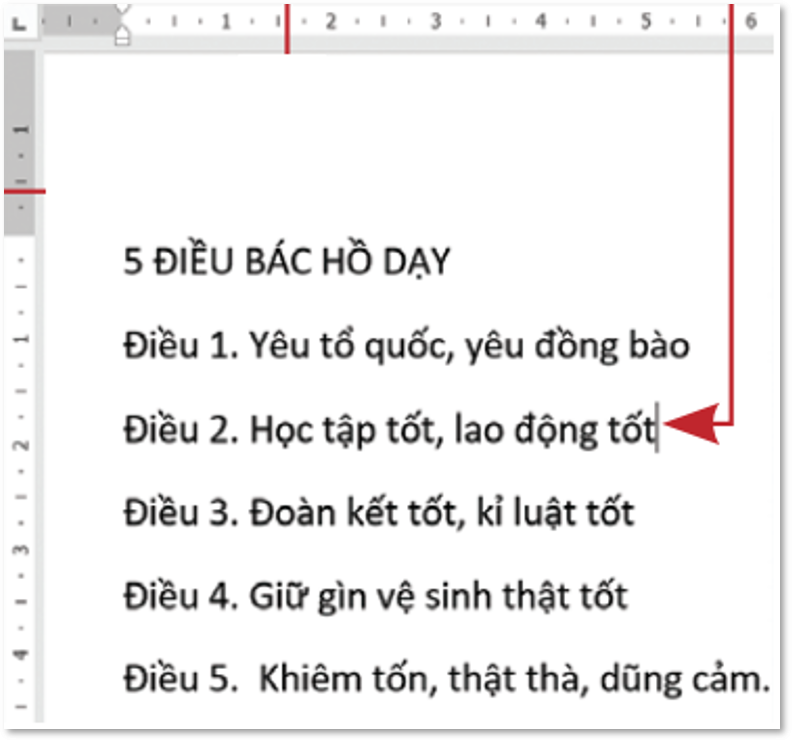 1 2 3 4 5 6
1
5 ĐIỀU BÁC HỒ DẠY
Điều 1. Yêu tổ quốc, yêu đồng bào
1
Điều 2. Học tập tốt, lao động tốt
2
Điều 3. Đoàn kết tốt, kỉ luật tốt
3
Điều 4. Giữ gìn vệ sinh thật tốt
4
Điều 5.  Khiêm tốn, thật thà, dũng cảm.